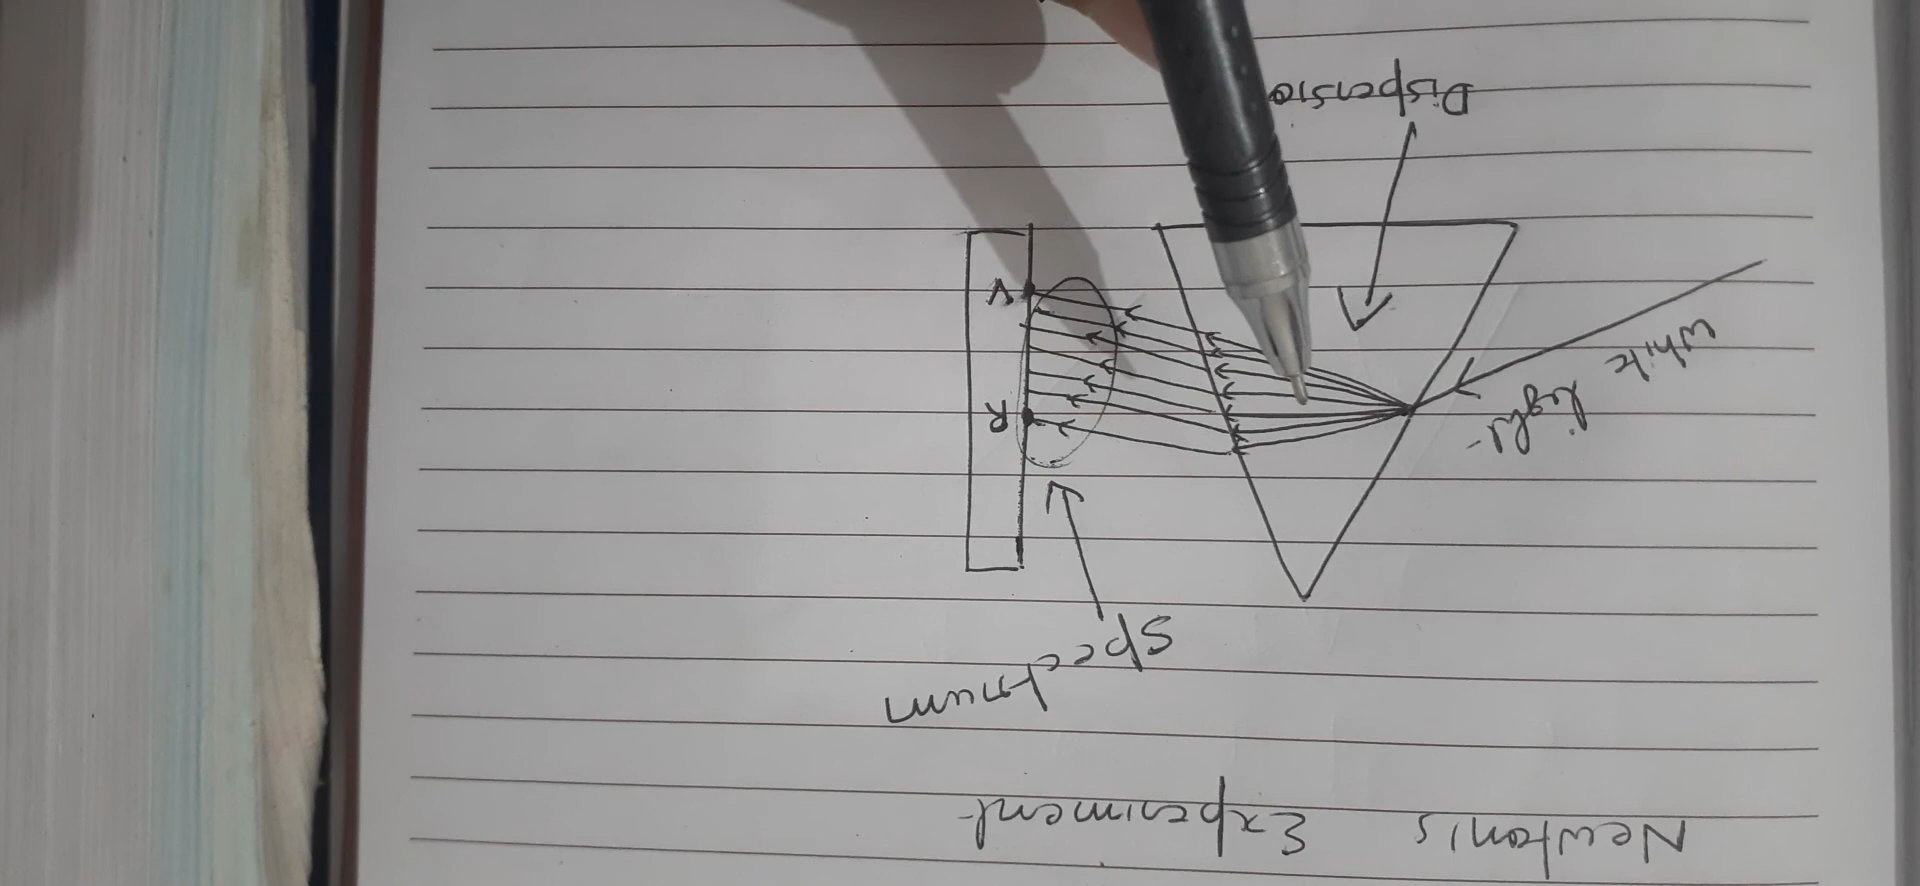 Newton's Experiment
Spectrum
R
V
White light
Dispersio